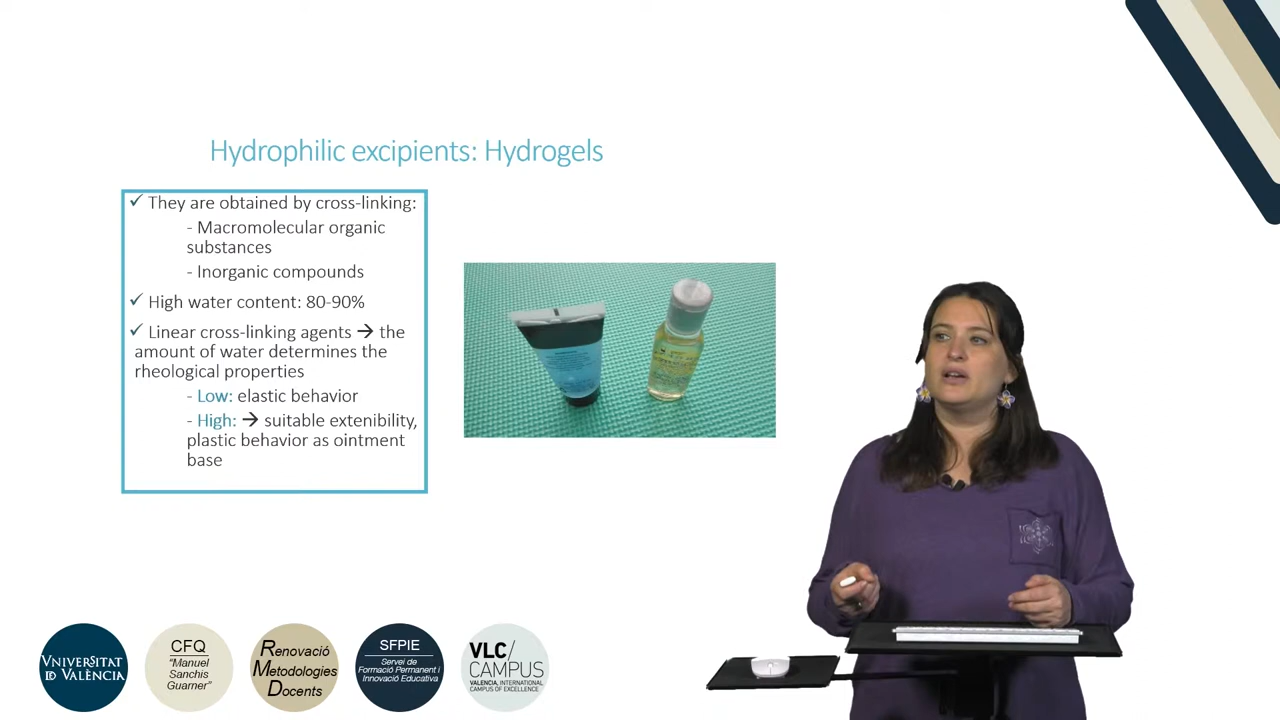 Hydrophilic excipients: Hydrogels
✓ They are obtained by cross-linking:
- Macromolecular organic
substances
- Inorganic compounds
✓ High water content: 80-90%
✓ Linear cross-linking agents → the
amount of water determines the
rheological properties
- Low: elastic behavior
- High: → suitable extenibility,
plastic behavior as ointment
base
VNIVERSITAT
ID VALÈNCIA
CFQ
"Manuel
Sanchis
Guarner"
Renovació
Metodologies
Docents
SFPIE
Servei de
Formació Permanent i
Innovació Educativa
VLC/
CAMPUS
VALENCIA, INTERNATIONAL
CAMPUS OF EXCELLENCE